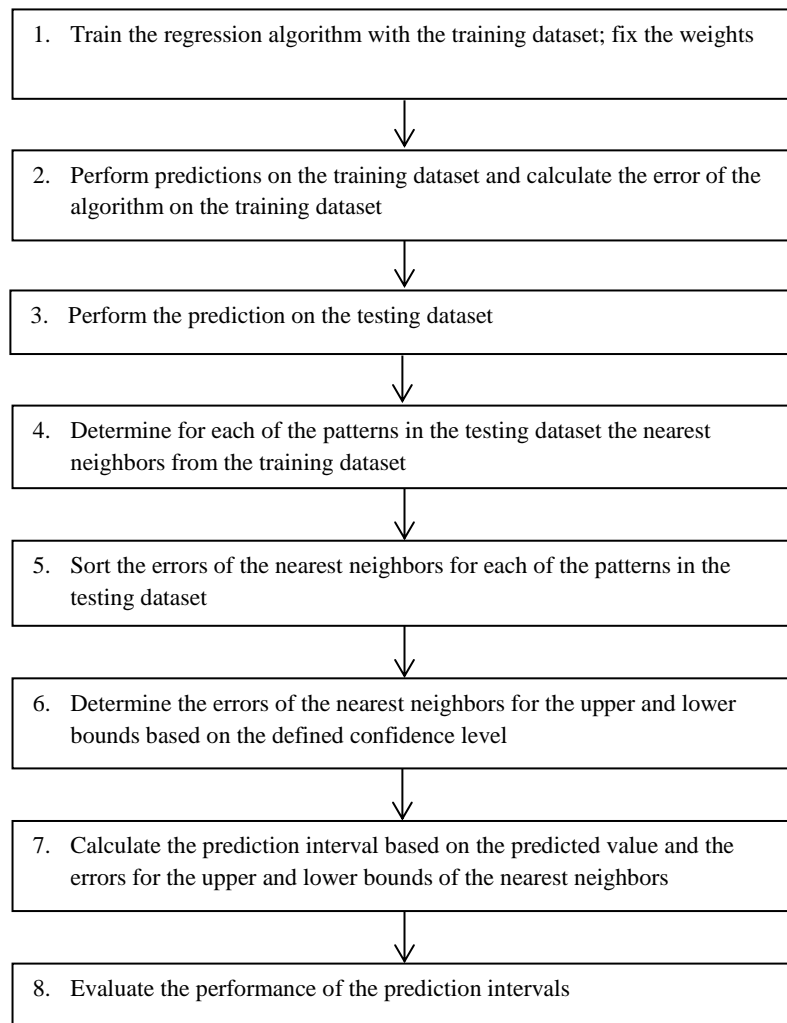 1. Train the regression algorithm with the training dataset; fix the weights
2. Perform predictions on the training dataset and calculate the error of the
algorithm on the training dataset
3. Perform the prediction on the testing dataset
4. Determine for each of the patterns in the testing dataset the nearest
neighbors from the training dataset
5. Sort the errors of the nearest neighbors for each of the patterns in the
testing dataset
6. Determine the errors of the nearest neighbors for the upper and lower
bounds based on the defined confidence level
7. Calculate the prediction interval based on the predicted value and the
errors for the upper and lower bounds of the nearest neighbors
8. Evaluate the performance of the prediction intervals